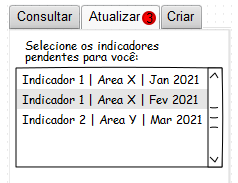 Consultar Atualizar 3 Criar
Selecione os indicadores
pendentes para você:
Indicador 1 | Area X | Jan 2021
Indicador 1 | Area X | Fev 2021
Indicador 2 | Area Y | Mar 2021